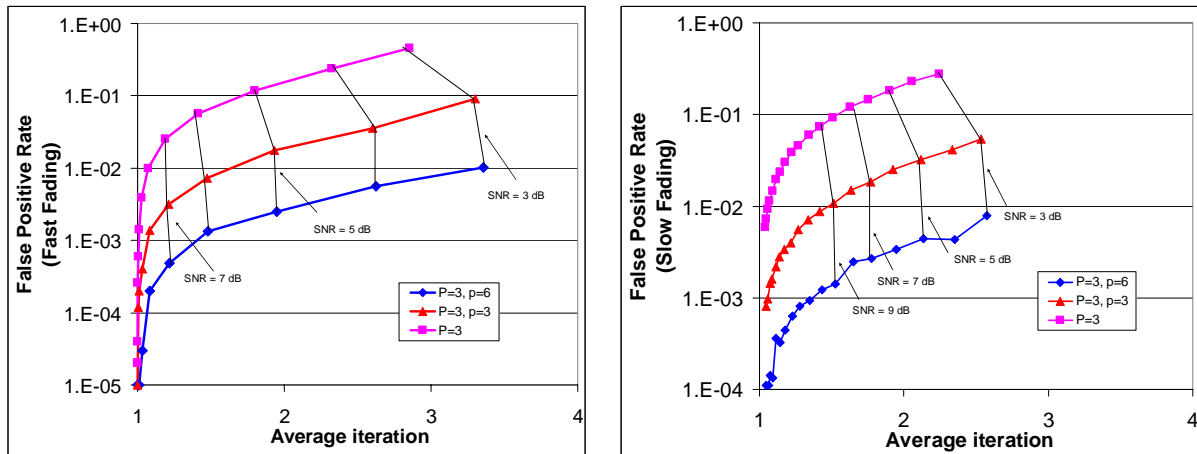 1.E+00
1.E-01
1.E-02
1.E-03
1.E-04
1.E-05
False Positive Rate
(Fast Fading)
SNR = 3 dB
SNR = 5 dB
SNR = 7 dB
P=3, p=6
P=3, p=3
P=3
1 2 3 4
Average iteration
1.E+00
1.E-01
1.E-02
1.E-03
1.E-04
False Positive Rate
(Slow Fading)
SNR = 3 dB
SNR = 5 dB
SNR = 7 dB
SNR = 9 dB
P=3, p=6
P=3, p=3
P=3
1 2 3 4
Average iteration